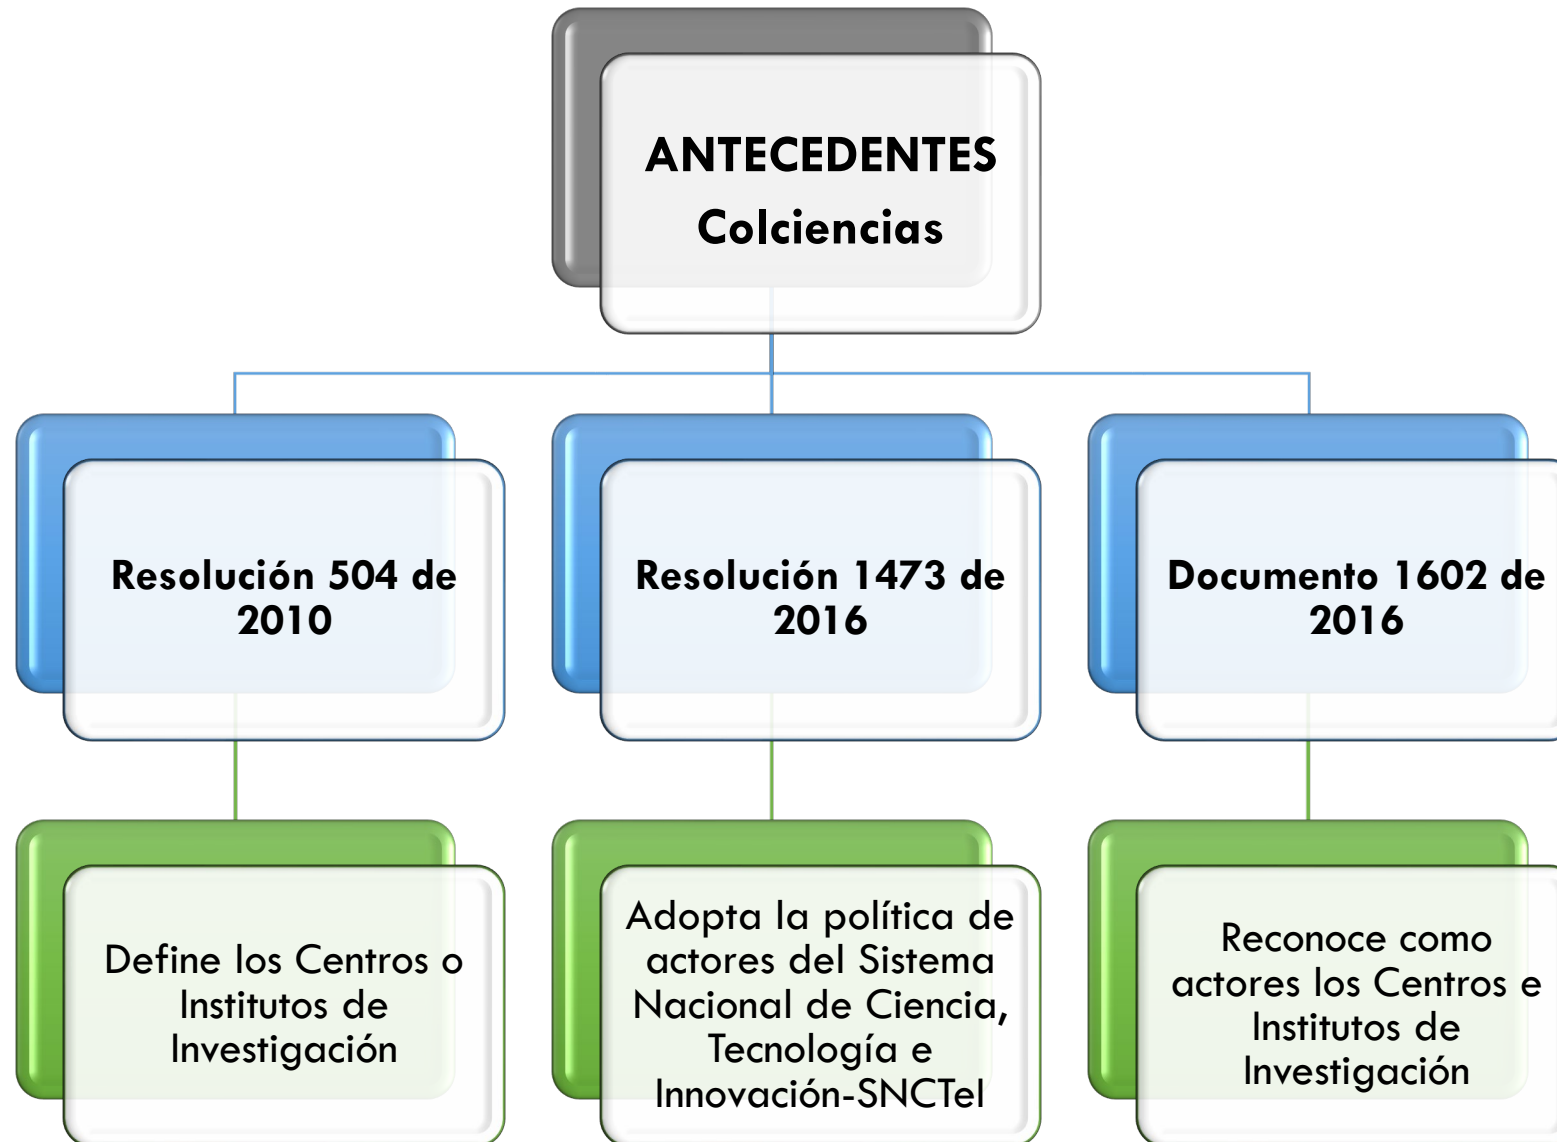 ANTECEDENTES
Colciencias
Resolución 504 de
2010
Resolución 1473 de
2016
Documento 1602 de
2016
Define los Centros o
Institutos de
Investigación
Adopta la política de
actores del Sistema
Nacional de Ciencia,
Tecnología e
Innovación-SNCTeI
Reconoce como
actores los Centros e
Institutos de
Investigación